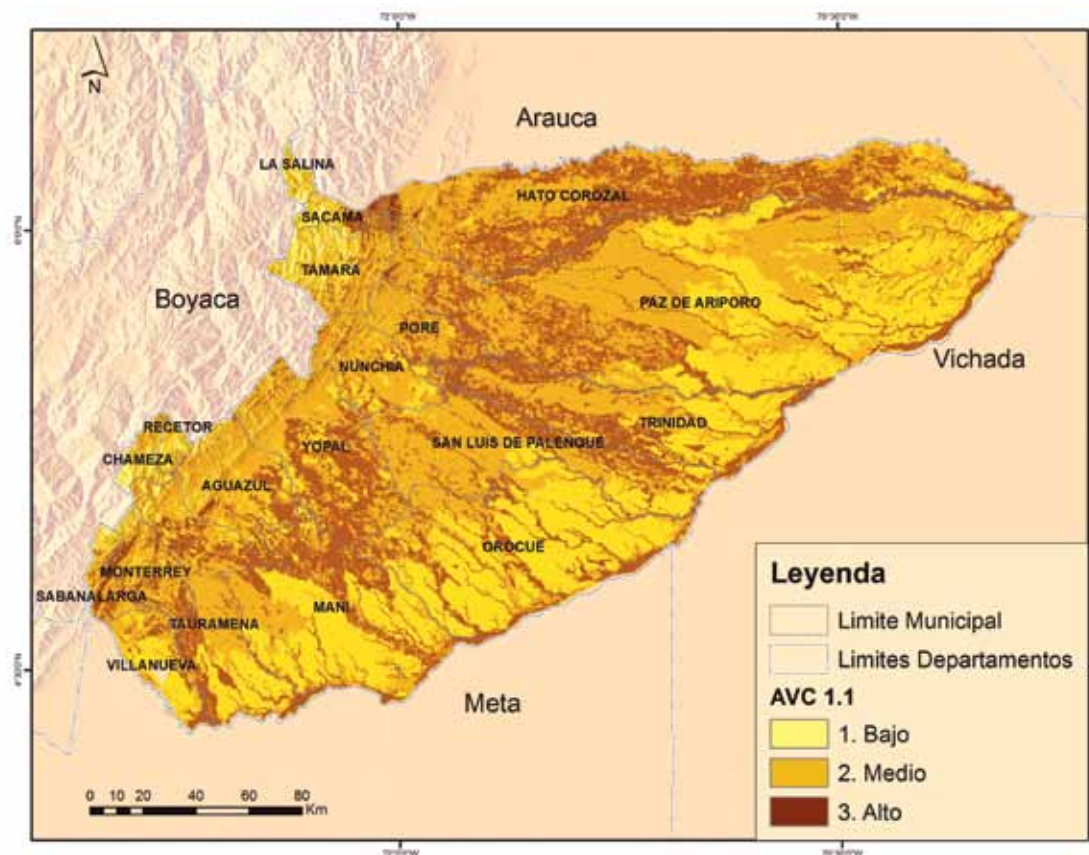 N
Arauca
LA SALINA
HATO COROZAL
SACAMA
TAMARA
Boyaca
PAZ DE ARIPORO
PORE
Vichada
NUNCHIA
TRINIDAD
RECETOR
SAN LUIS DE PALENQUE
YOPAL
CHAMEZA
AGUAZUL
OROCUE
MONTERREY
SABANALARGA
MANI
TAURAMENA
VILLANUEVA
Meta
Leyenda
Limite Municipal
Limites Departamentos
AVC 1.1
1. Bajo
2. Medio
3. Alto
0 10 20 40 60 80
Km